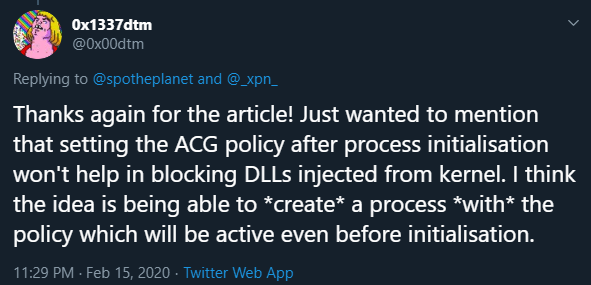 0x1337dtm
@0x00dtm
Replying to @spotheplanet and @_xpn_
Thanks again for the article! Just wanted to mention
that setting the ACG policy after process initialisation
won't help in blocking DLLs injected from kernel. I think
the idea is being able to *create* a process *with* the
policy which will be active even before initialisation.
11:29 PM · Feb 15, 2020 · Twitter Web App